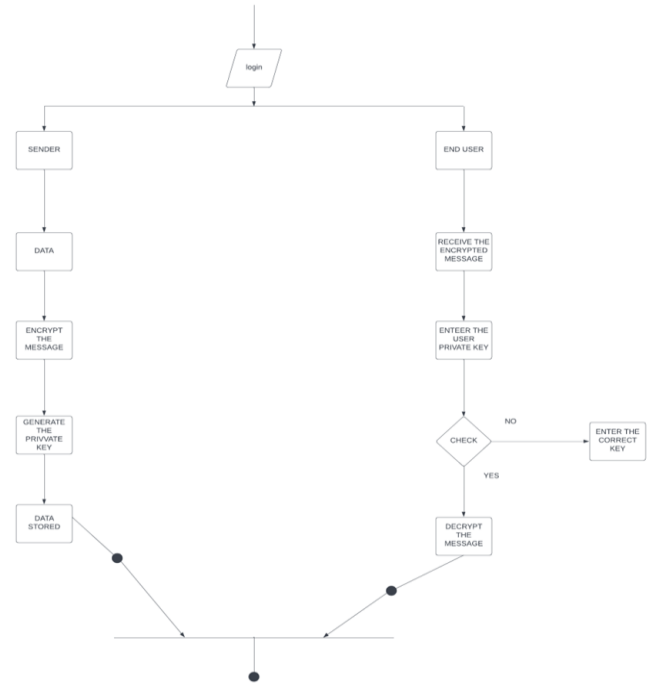 login
SENDER
END USER
DATA
RECEIVE THE
ENCRYPTED
MESSAGE
ENCRYPT
THE
MESSAGE
ENTEER THE
USER
PRIVATE KEY
GENERATE
THE
PRIVVATE
KEY
CHECK
NO
ENTER THE
CORRECT
KEY
YES
DATA
STORED
DECRYPT
THE
MESSAGE